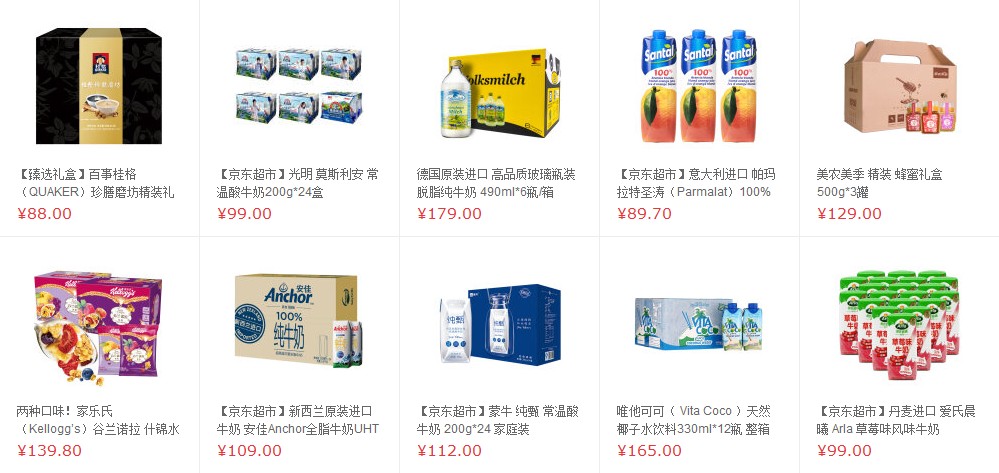 Volksmilch
Santal
100%
Santal
100%
Santal
100%
【臻选礼盒】百事桂格
（QUAKER）珍膳磨坊精装礼
¥88.00
【京东超市】光明 莫斯利安 常
温酸牛奶200g*24盒
¥99.00
德国原装进口 高品质玻璃瓶装
脱脂纯牛奶 490ml*6瓶/箱
¥179.00
【京东超市】意大利进口 帕玛
拉特圣涛（Parmalat）100%
¥89.70
美农美季 精装 蜂蜜礼盒
500g*3罐
¥129.00
Kellogg's
安佳
Anchor
100%
纯牛奶
纯甄
VITA
COCO
Arla
草莓味
牛奶
两种口味！家乐氏
（Kellogg's）谷兰诺拉 什锦水
¥139.80
【京东超市】新西兰原装进口
牛奶 安佳Anchor全脂牛奶UHT
¥109.00
【京东超市】蒙牛 纯甄 常温酸
牛奶 200g*24 家庭装
¥112.00
唯他可可（ Vita Coco ）天然
椰子水饮料330ml*12瓶 整箱
¥165.00
【京东超市】丹麦进口 爱氏晨
曦 Arla 草莓味风味牛奶
¥99.00